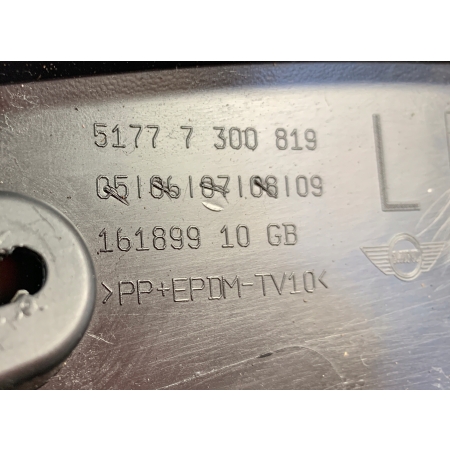 5177 7 300 819
05|06|07|08|09
161899 10 GB
>PP+EPDM-TV10<
L
MINI